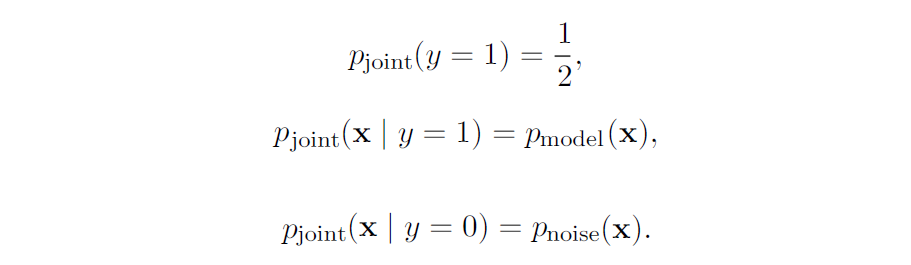 p_joint(y = 1) = 1/2,
p_joint(x | y = 1) = p_model(x),
p_joint(x | y = 0) = p_noise(x).